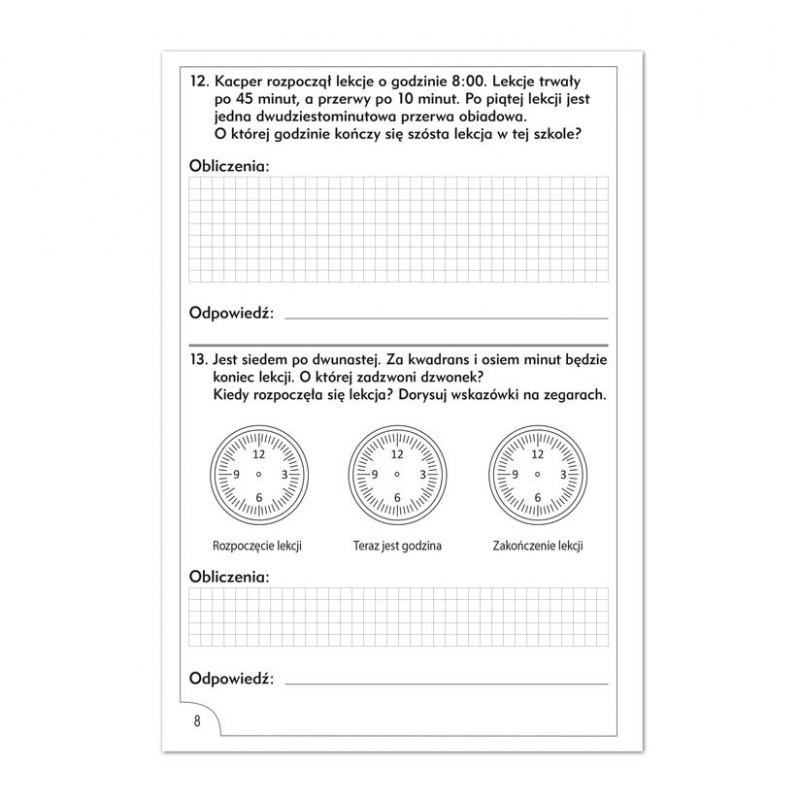 12. Kacper rozpoczął lekcje o godzinie 8:00. Lekcje trwały
po 45 minut, a przerwy po 10 minut. Po piątej lekcji jest
jedna dwudziestominutowa przerwa obiadowa.
O której godzinie kończy się szósta lekcja w tej szkole?
Obliczenia:
Odpowiedź:
13. Jest siedem po dwunastej. Za kwadrans i osiem minut będzie
koniec lekcji. O której zadzwoni dzwonek?
Kiedy rozpoczęła się lekcja? Dorysuj wskazówki na zegarach.
12 12 12
9 3 9 3 9 3
6 6 6
Rozpoczęcie lekcji Teraz jest godzina Zakończenie lekcji
Obliczenia:
Odpowiedź:
8